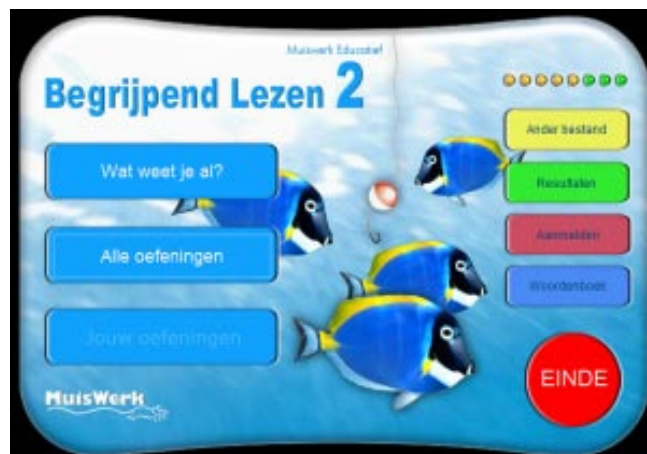 Muiswerk Educatief
Begrijpend Lezen 2
Wat weet je al?
Alle oefeningen
Jouw oefeningen
MuisWerk
Ander bestand
Resultaten
Aanmelden
Woordenboek
EINDE